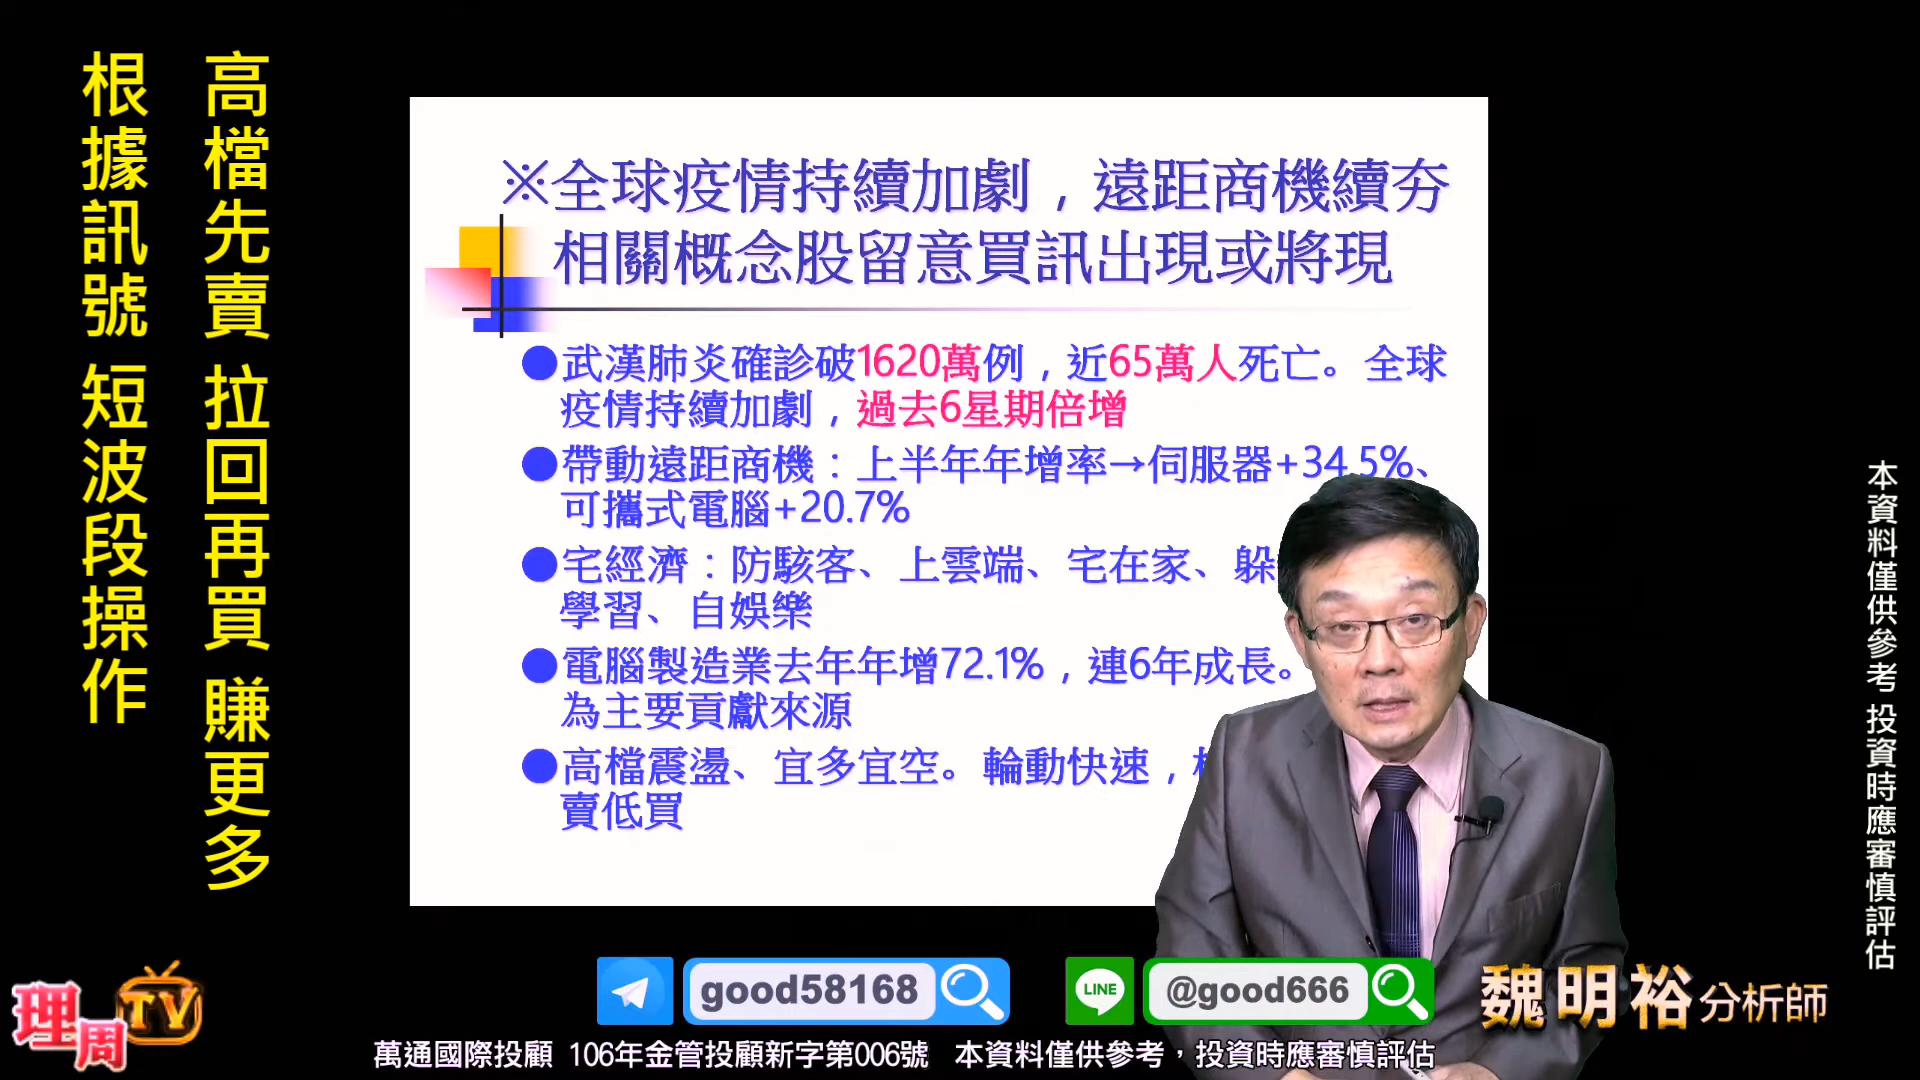 高檔先賣 拉回再買 賺更多
根據訊號 短波段操作
※全球疫情持續加劇，遠距商機續夯
相關概念股留意買訊出現或將現
●武漢肺炎確診破1620萬例，近65萬人死亡。全球
疫情持續加劇，過去6星期倍增
●帶動遠距商機：上半年年增率→伺服器+34.5%、
可攜式電腦+20.7%
●宅經濟：防駭客、上雲端、宅在家、躲
學習、自娛樂
●電腦製造業去年年增72.1%，連6年成長。
為主要貢獻來源
●高檔震盪、宜多宜空。輪動快速，
賣低買
本資料僅供參考 投資時應審慎評估
理周TV
good58168
LINE
@good666
魏明裕分析師
萬通國際投顧 106年金管投顧新字第006號 本資料僅供參考，投資時應審慎評估